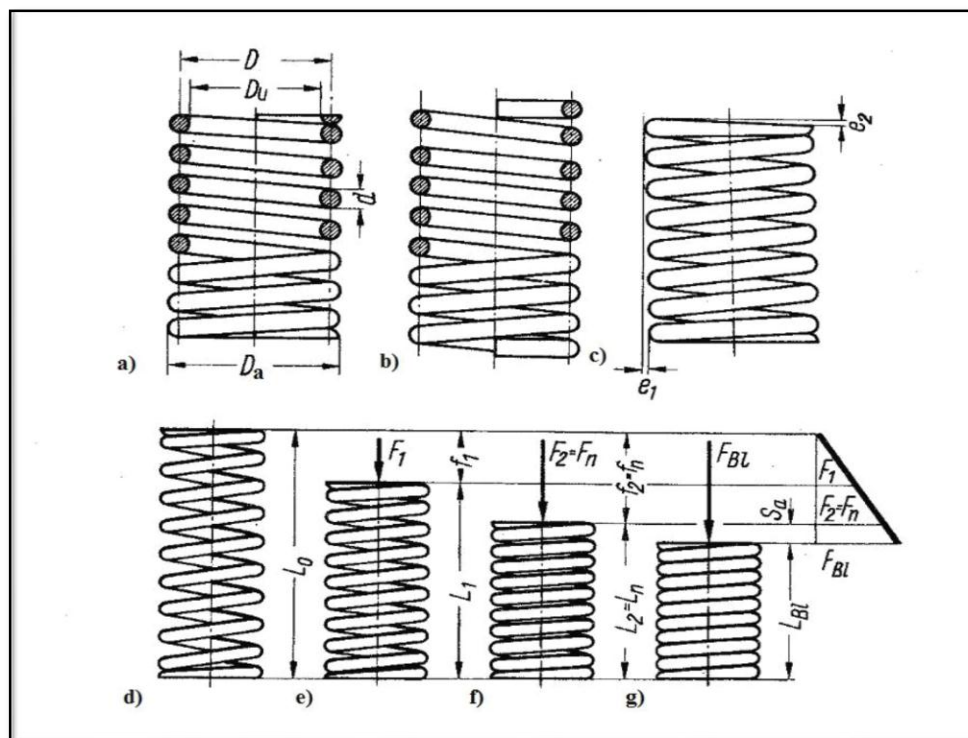 D
Du
d
e2
a)
b)
c)
Da
e1
F1
f1
F2=Fn
f2=fn
FBl
Sa
F1
F2=Fn
FBl
L0
L1
L2=Ln
LBl
d)
e)
f)
g)